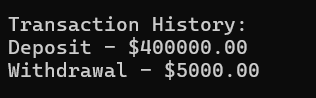 Transaction History:
Deposit - $400000.00
Withdrawal - $5000.00